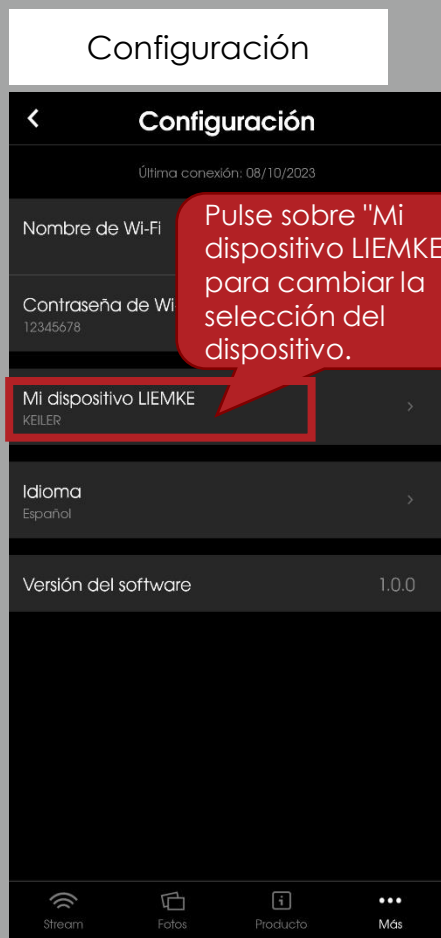 Configuración
Configuración
Última conexión: 08/10/2023
Nombre de Wi-Fi
Pulse sobre "Mi
dispositivo LIEMKE
para cambiar la
selección del
dispositivo.
Contraseña de Wi-
12345678
Mi dispositivo LIEMKE
KEILER
Idioma
Español
Versión del software 1.0.0
Stream Fotos Producto Más